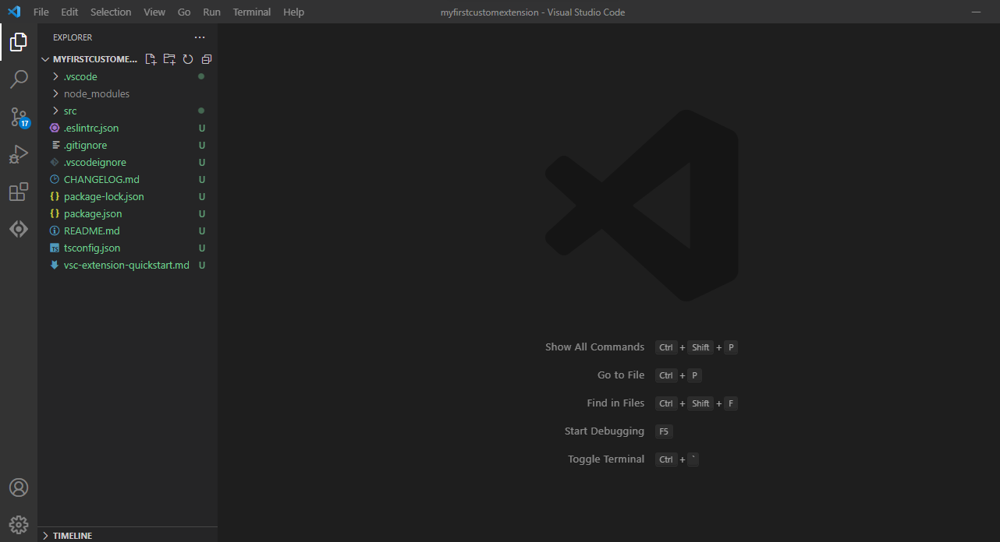 File Edit Selection View Go Run Terminal Help myfirstcustomextension - Visual Studio Code
EXPLORER
MYFIRSTCUSTOME...
.vscode
node_modules
src
17
.eslintrc.json U
.gitignore U
.vscodeignore U
CHANGELOG.md U
{} package-lock.json U
{} package.json U
README.md U
TS tsconfig.json U
vsc-extension-quickstart.md U
Show All Commands Ctrl + Shift + P
Go to File Ctrl + P
Find in Files Ctrl + Shift + F
Start Debugging F5
Toggle Terminal Ctrl + `
TIMELINE